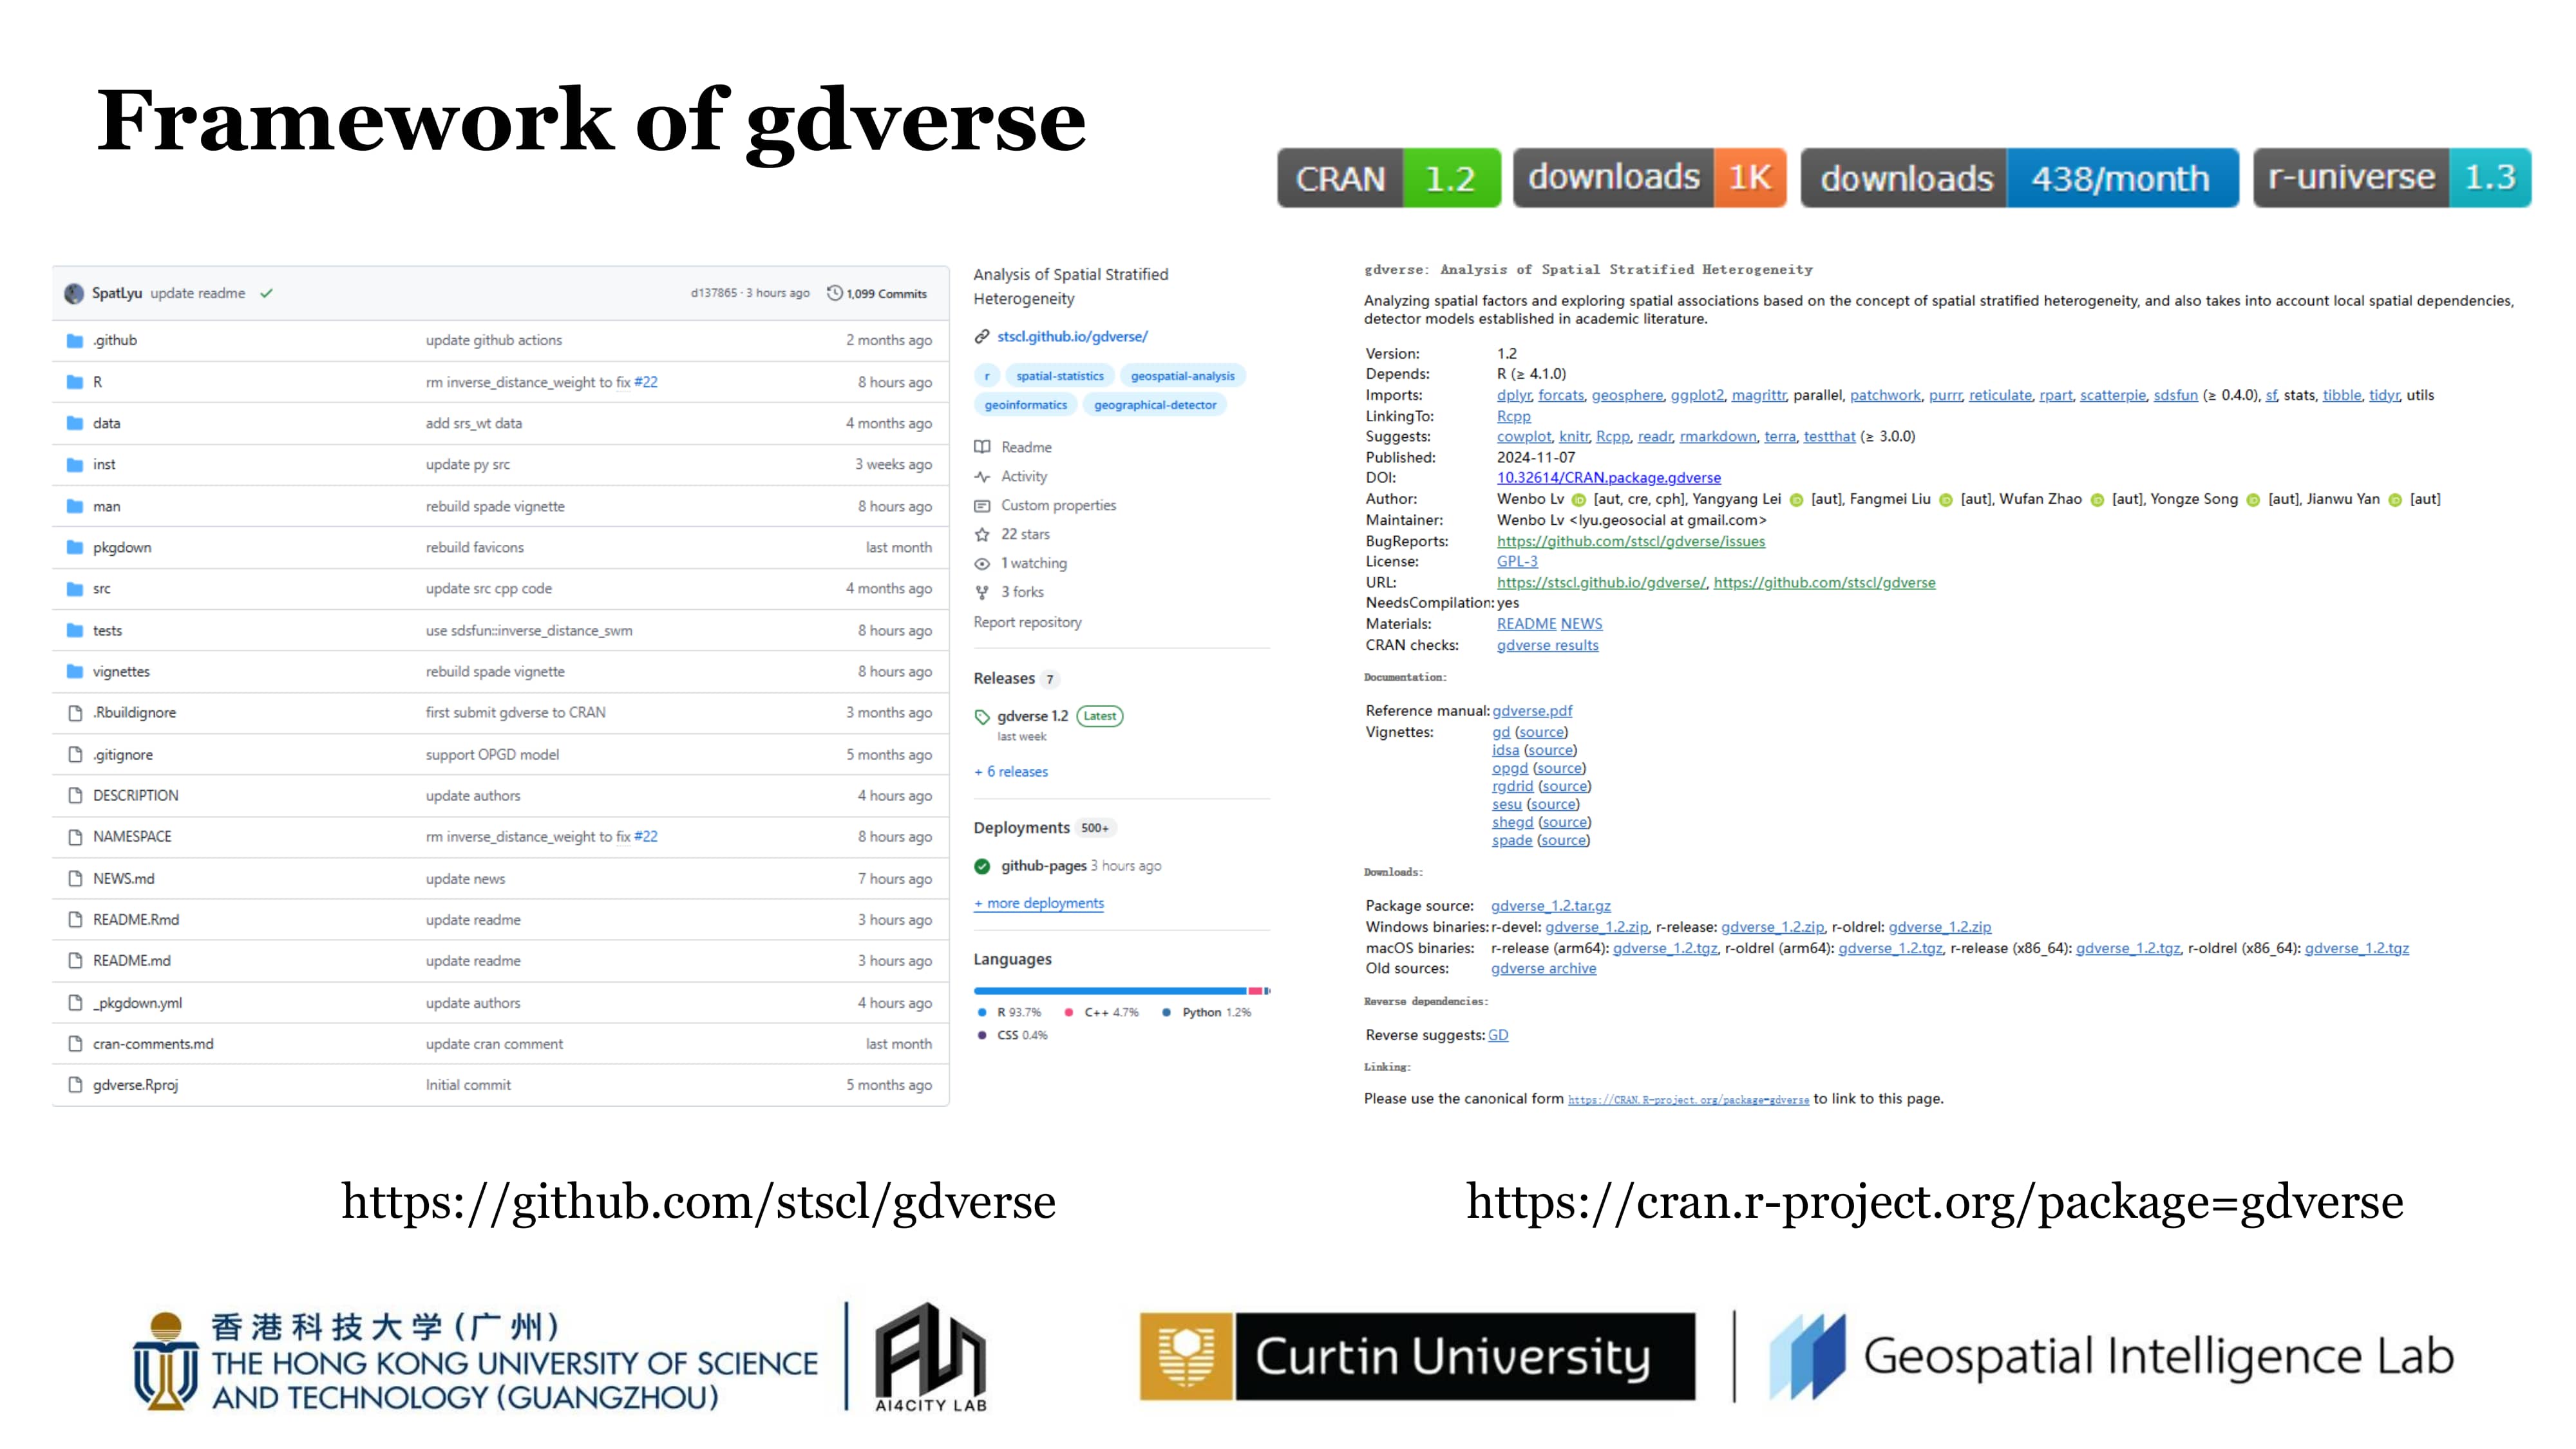 Framework of gdverse
CRAN 1.2
downloads 1K
downloads 438/month
r-universe 1.3
SpatLyu update readme d137865 · 3 hours ago 1,099 Commits
.github update github actions 2 months ago
R rm inverse_distance_weight to fix #22 8 hours ago
data add srs_wt data 4 months ago
inst update py src 3 weeks ago
man rebuild spade vignette 8 hours ago
pkgdown rebuild favicons last month
src update src cpp code 4 months ago
tests use sdsfun::inverse_distance_swm 8 hours ago
vignettes rebuild spade vignette 8 hours ago
.Rbuildignore first submit gdverse to CRAN 3 months ago
.gitignore support OPGD model 5 months ago
DESCRIPTION update authors 4 hours ago
NAMESPACE rm inverse_distance_weight to fix #22 8 hours ago
NEWS.md update news 7 hours ago
README.Rmd update readme 3 hours ago
README.md update readme 3 hours ago
_pkgdown.yml update authors 4 hours ago
cran-comments.md update cran comment last month
gdverse.Rproj Initial commit 5 months ago
Analysis of Spatial Stratified
Heterogeneity
stscl.github.io/gdverse/
r spatial-statistics geospatial-analysis
geoinformatics geographical-detector
Readme
Activity
Custom properties
22 stars
1 watching
3 forks
Report repository
Releases 7
gdverse 1.2 Latest
last week
+ 6 releases
Deployments 500+
github-pages 3 hours ago
+ more deployments
Languages
R 93.7% C++ 4.7% Python 1.2%
CSS 0.4%
gdverse: Analysis of Spatial Stratified Heterogeneity
Analyzing spatial factors and exploring spatial associations based on the concept of spatial stratified heterogeneity, and also takes into account local spatial dependencies,
detector models established in academic literature.
Version: 1.2
Depends: R (≥ 4.1.0)
Imports: dplyr, forcats, geosphere, ggplot2, magrittr, parallel, patchwork, purrr, reticulate, rpart, scatterpie, sdsfun (≥ 0.4.0), sf, stats, tibble, tidyr, utils
LinkingTo: Rcpp
Suggests: cowplot, knitr, Rcpp, readr, rmarkdown, terra, testthat (≥ 3.0.0)
Published: 2024-11-07
DOI: 10.32614/CRAN.package.gdverse
Author: Wenbo Lv iD [aut, cre, cph], Yangyang Lei iD [aut], Fangmei Liu iD [aut], Wufan Zhao iD [aut], Yongze Song iD [aut], Jianwu Yan iD [aut]
Maintainer: Wenbo Lv <lyu.geosocial at gmail.com>
BugReports: https://github.com/stscl/gdverse/issues
License: GPL-3
URL: https://stscl.github.io/gdverse/, https://github.com/stscl/gdverse
NeedsCompilation: yes
Materials: README NEWS
CRAN checks: gdverse results
Documentation:
Reference manual: gdverse.pdf
Vignettes: gd (source)
idsa (source)
opgd (source)
rgdrid (source)
sesu (source)
shegd (source)
spade (source)
Downloads:
Package source: gdverse_1.2.tar.gz
Windows binaries: r-devel: gdverse_1.2.zip, r-release: gdverse_1.2.zip, r-oldrel: gdverse_1.2.zip
macOS binaries: r-release (arm64): gdverse_1.2.tgz, r-oldrel (arm64): gdverse_1.2.tgz, r-release (x86_64): gdverse_1.2.tgz, r-oldrel (x86_64): gdverse_1.2.tgz
Old sources: gdverse archive
Reverse dependencies:
Reverse suggests: GD
Linking:
Please use the canonical form https://CRAN.R-project.org/package=gdverse to link to this page.
https://github.com/stscl/gdverse
https://cran.r-project.org/package=gdverse
香港科技大学(广州)
THE HONG KONG UNIVERSITY OF SCIENCE
AND TECHNOLOGY (GUANGZHOU)
AI4CITY LAB
Curtin University
Geospatial Intelligence Lab